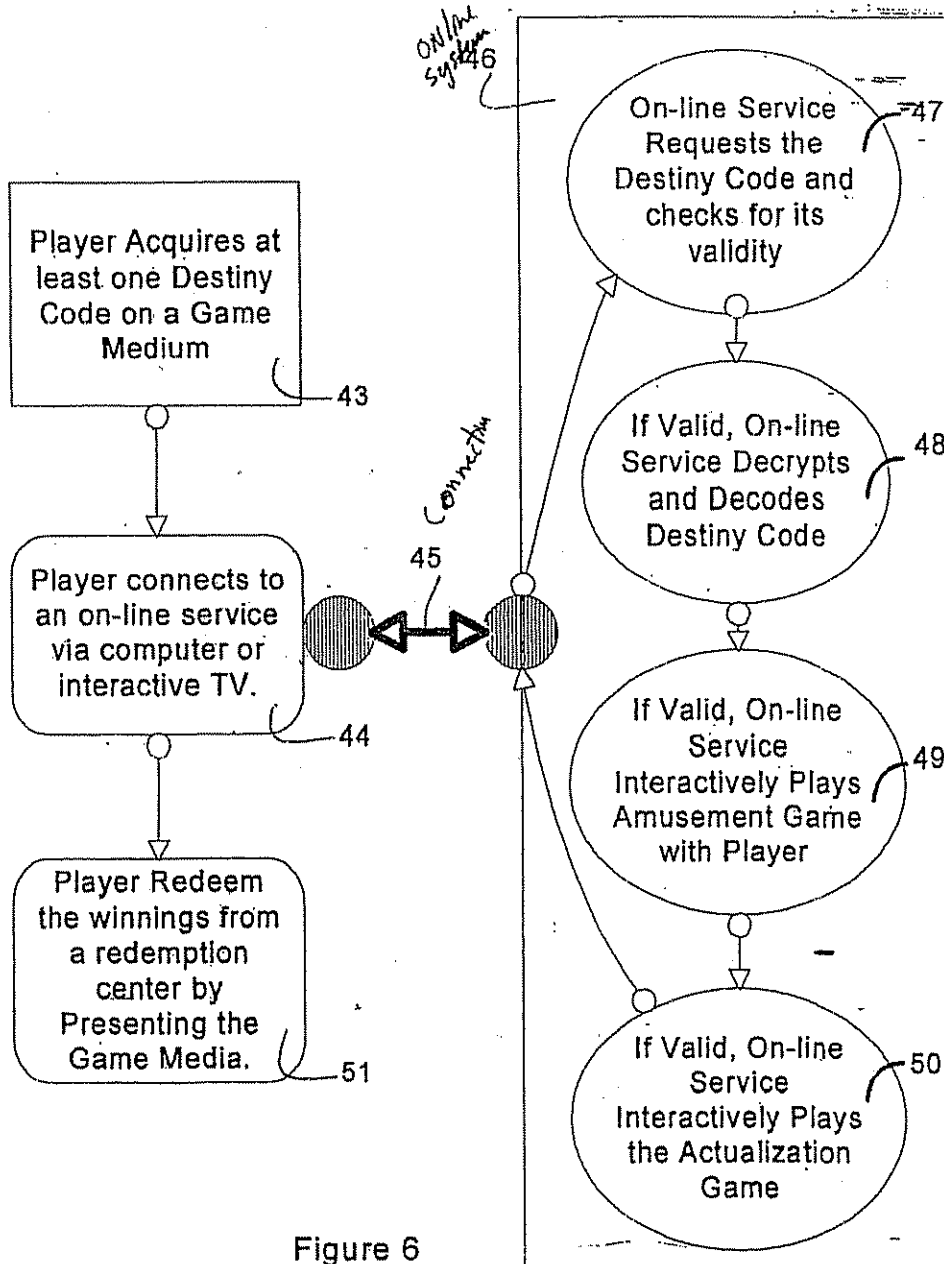 ONline
system
46
On-line Service
Requests the
Destiny Code and
checks for its
validity
47
Player Acquires at
least one Destiny
Code on a Game
Medium
43
If Valid, On-line
Service Decrypts
and Decodes
Destiny Code
48
Connection
45
Player connects to
an on-line service
via computer or
interactive TV.
44
If Valid, On-line
Service
Interactively Plays
Amusement Game
with Player
49
Player Redeem
the winnings from
a redemption
center by
Presenting the
Game Media.
51
If Valid, On-line
Service
Interactively Plays
the Actualization
Game
50
Figure 6